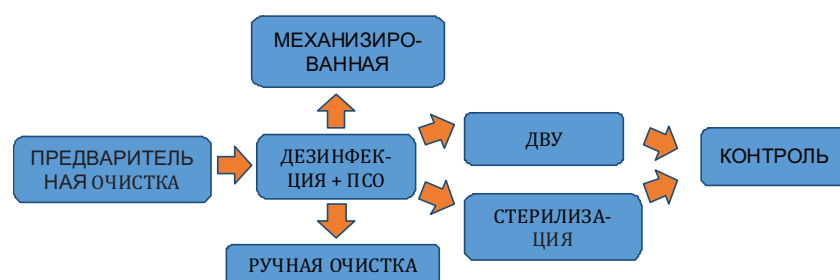 МЕХАНИЗИРО-
ВАННАЯ
ПРЕДВАРИТЕЛЬ
НАЯ ОЧИСТКА
ДЕЗИНФЕК-
ЦИЯ + ПСО
ДВУ
КОНТРОЛЬ
СТЕРИЛИЗА-
ЦИЯ
РУЧНАЯ ОЧИСТКА